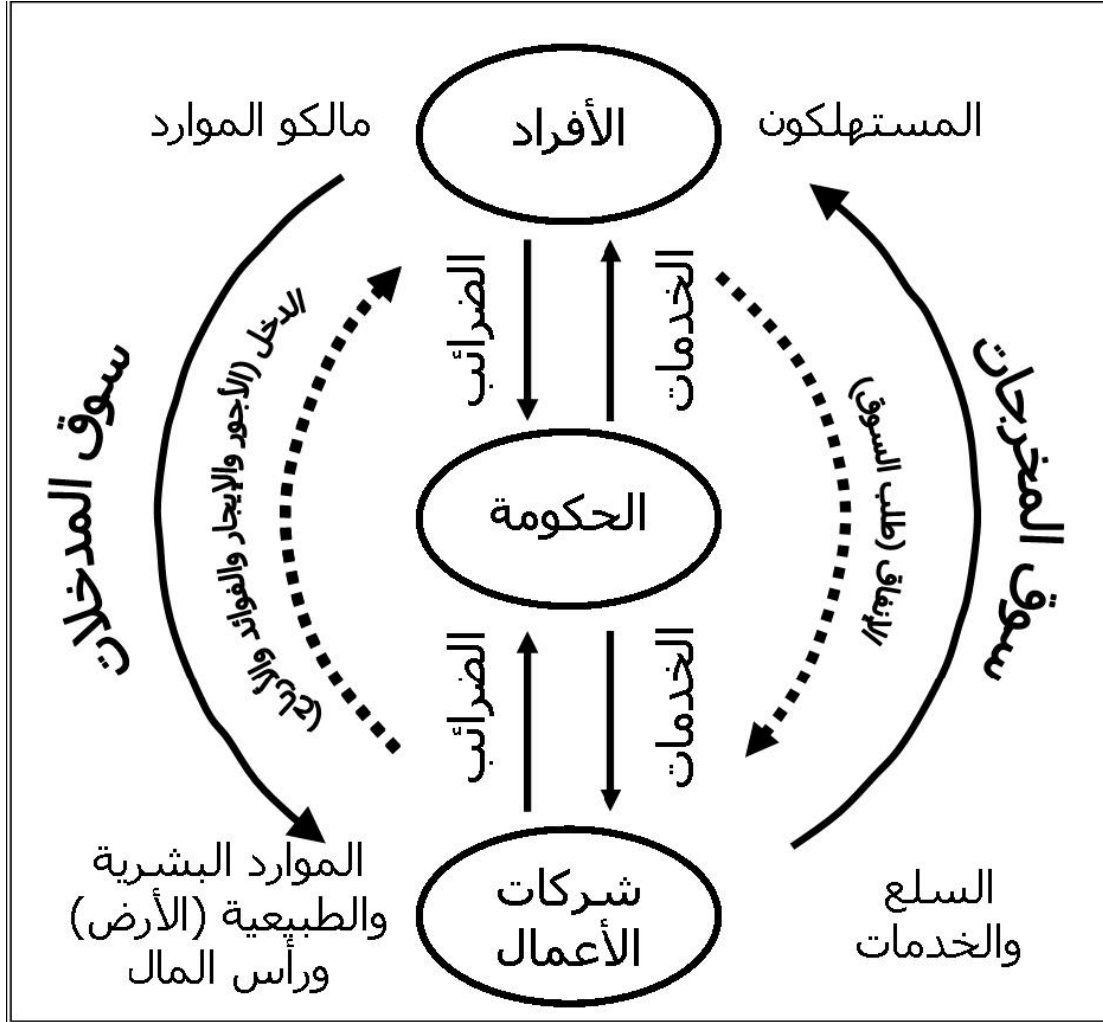 الأفراد
المستهلكون
مالكو الموارد
الخدمات
الضرائب
سوق المخرجات
الإنفاق (طلب السوق)
الدخل (الأجور والإيجار والفوائد والأرباح)
سوق المدخلات
الحكومة
الخدمات
الضرائب
السلع
والخدمات
شركات
الأعمال
الموارد البشرية
والطبيعية (الأرض)
ورأس المال